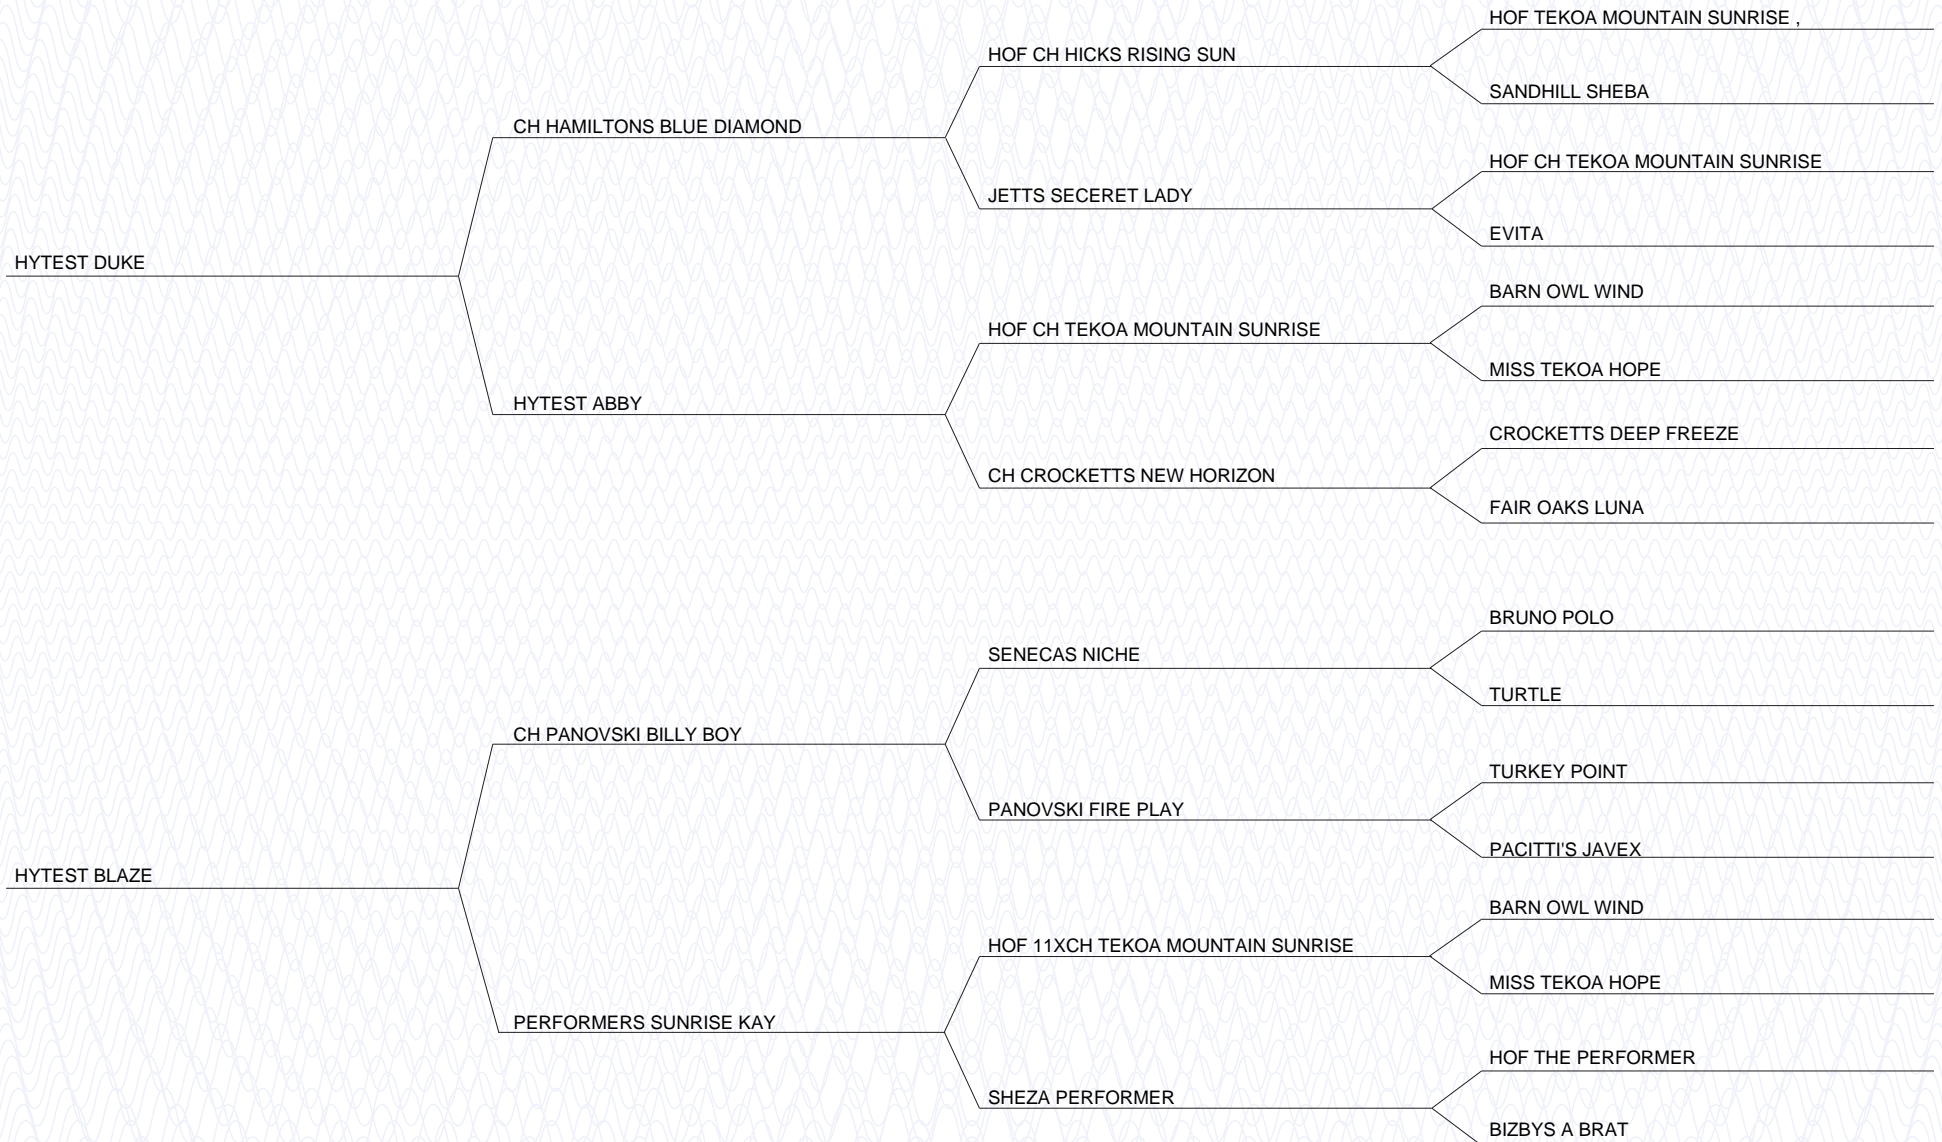 HOF TEKOA MOUNTAIN SUNRISE ,
HOF CH HICKS RISING SUN
SANDHILL SHEBA
CH HAMILTONS BLUE DIAMOND
HOF CH TEKOA MOUNTAIN SUNRISE
JETTS SECERET LADY
EVITA
HYTEST DUKE
BARN OWL WIND
HOF CH TEKOA MOUNTAIN SUNRISE
MISS TEKOA HOPE
HYTEST ABBY
CROCKETTS DEEP FREEZE
CH CROCKETTS NEW HORIZON
FAIR OAKS LUNA
BRUNO POLO
SENECAS NICHE
TURTLE
CH PANOVSKI BILLY BOY
TURKEY POINT
PANOVSKI FIRE PLAY
PACITTI'S JAVEX
HYTEST BLAZE
BARN OWL WIND
HOF 11XCH TEKOA MOUNTAIN SUNRISE
MISS TEKOA HOPE
PERFORMERS SUNRISE KAY
HOF THE PERFORMER
SHEZA PERFORMER
BIZBYS A BRAT